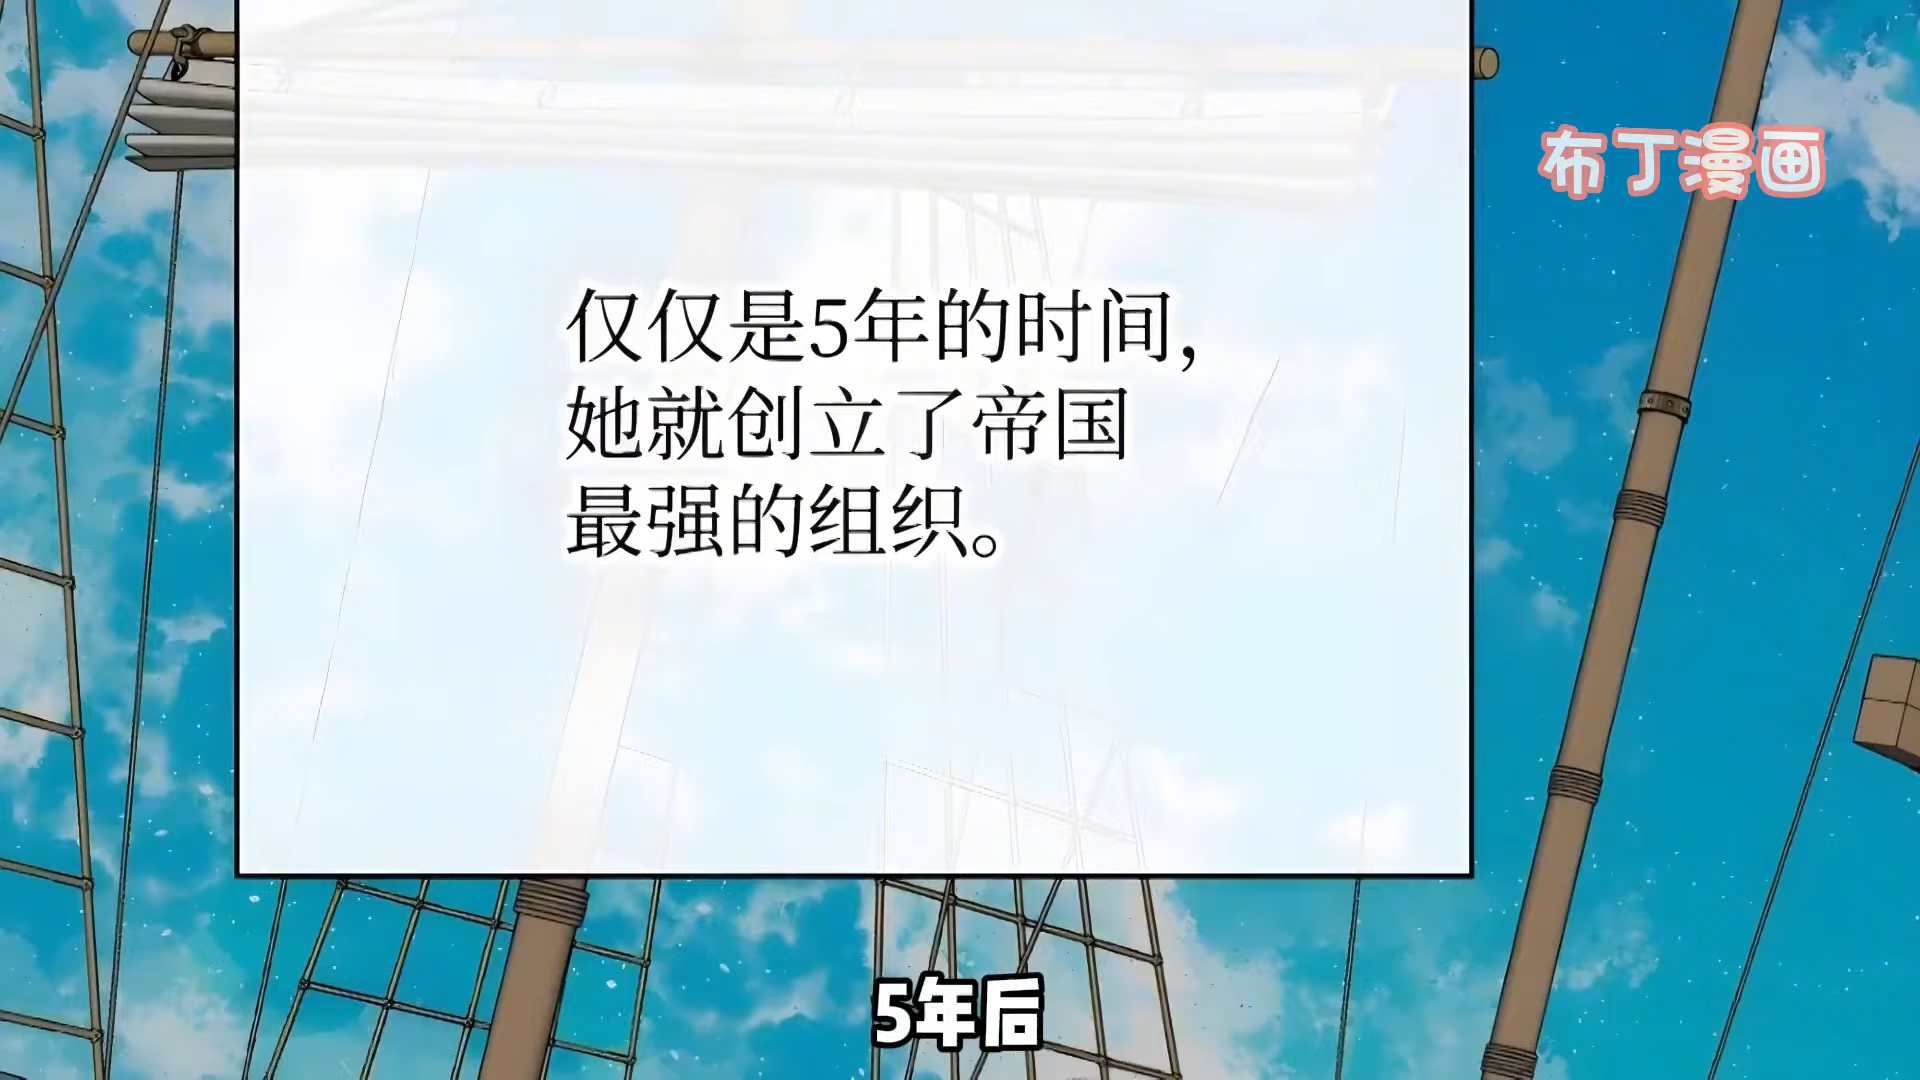 布丁漫画
仅仅是5年的时间，
她就创立了帝国
最强的组织。
5年后